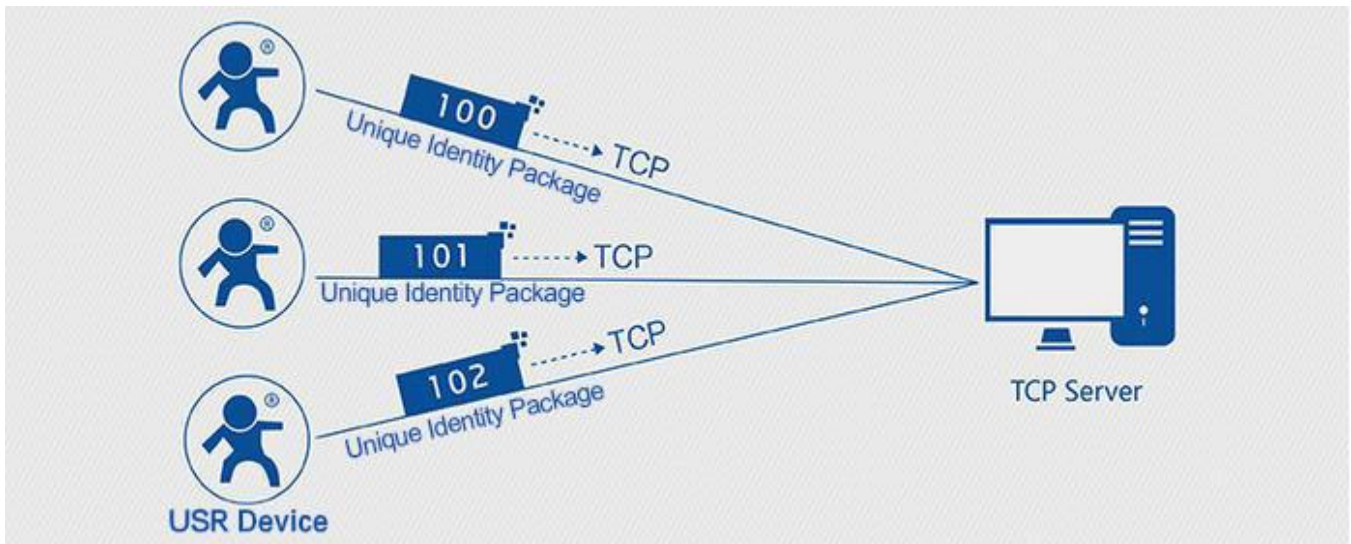 ®
100
TCP
Unique Identity Package
®
101
TCP
Unique Identity Package
®
102
TCP
Unique Identity Package
USR Device
TCP Server